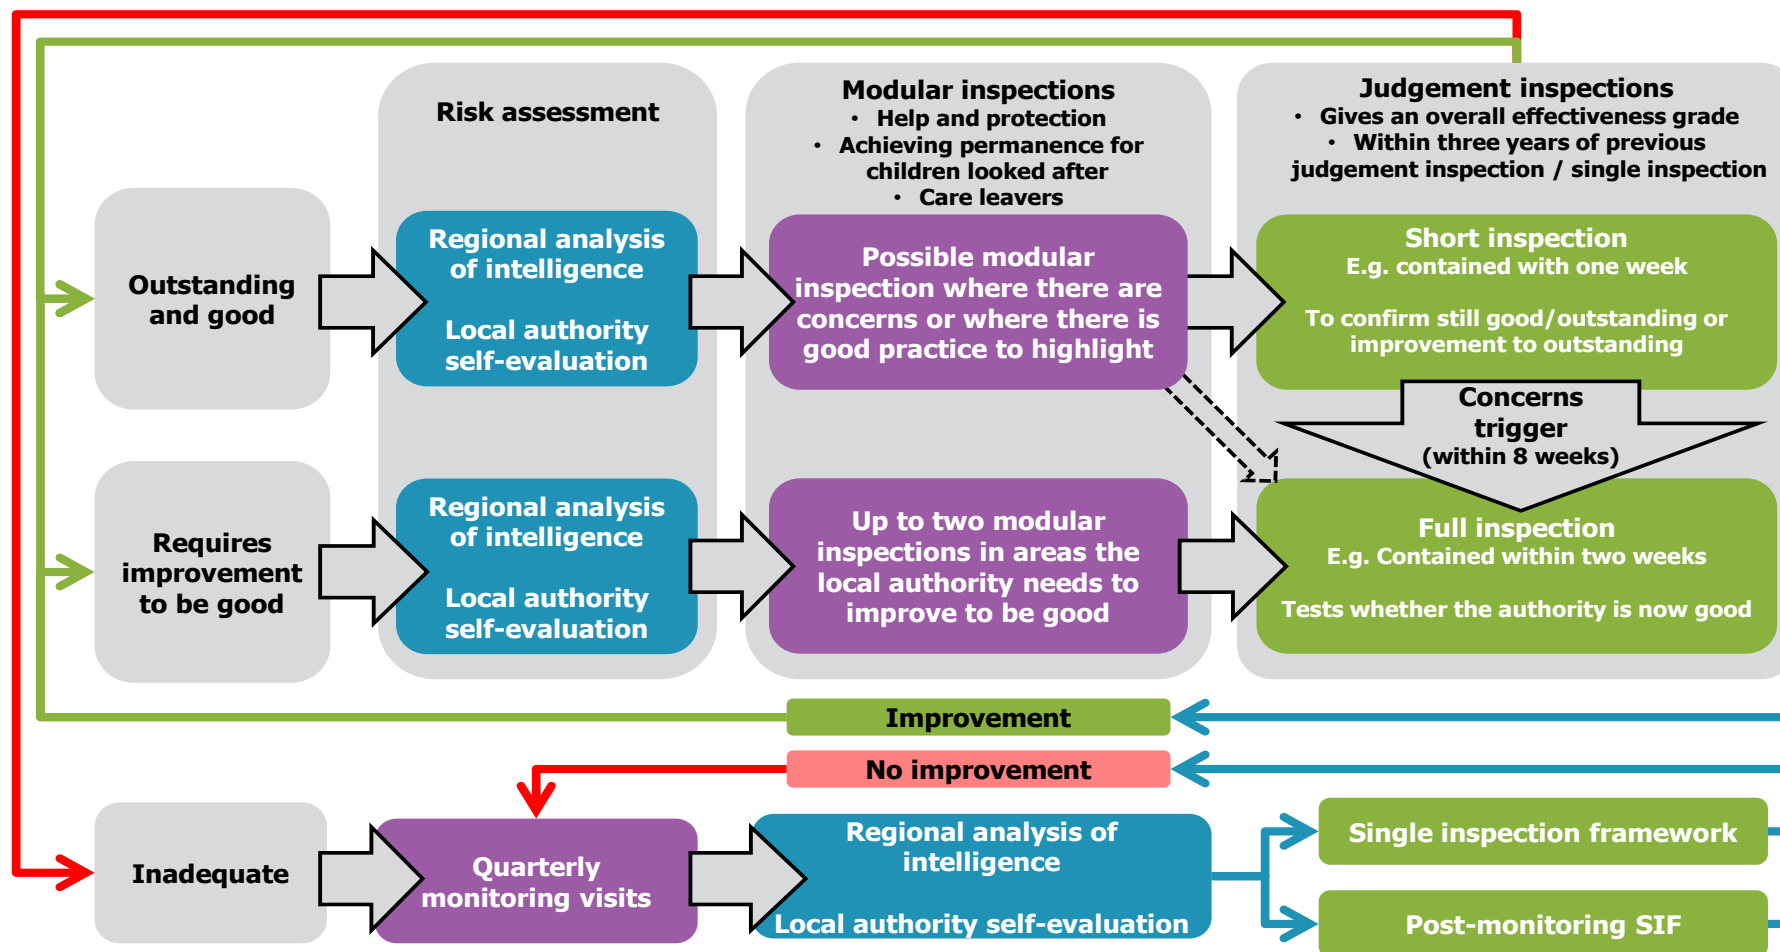 Risk assessment
Modular inspections
• Help and protection
• Achieving permanence for
children looked after
• Care leavers
Judgement inspections
• Gives an overall effectiveness grade
• Within three years of previous
judgement inspection / single inspection
Outstanding
and good
Regional analysis
of intelligence
Local authority
self-evaluation
Possible modular
inspection where there are
concerns or where there is
good practice to highlight
Short inspection
E.g. contained with one week
To confirm still good/outstanding or
improvement to outstanding
Concerns
trigger
(within 8 weeks)
Requires
improvement
to be good
Regional analysis
of intelligence
Local authority
self-evaluation
Up to two modular
inspections in areas the
local authority needs to
improve to be good
Full inspection
E.g. Contained within two weeks
Tests whether the authority is now good
Improvement
No improvement
Inadequate
Quarterly
monitoring visits
Regional analysis of
intelligence
Local authority self-evaluation
Single inspection framework
Post-monitoring SIF